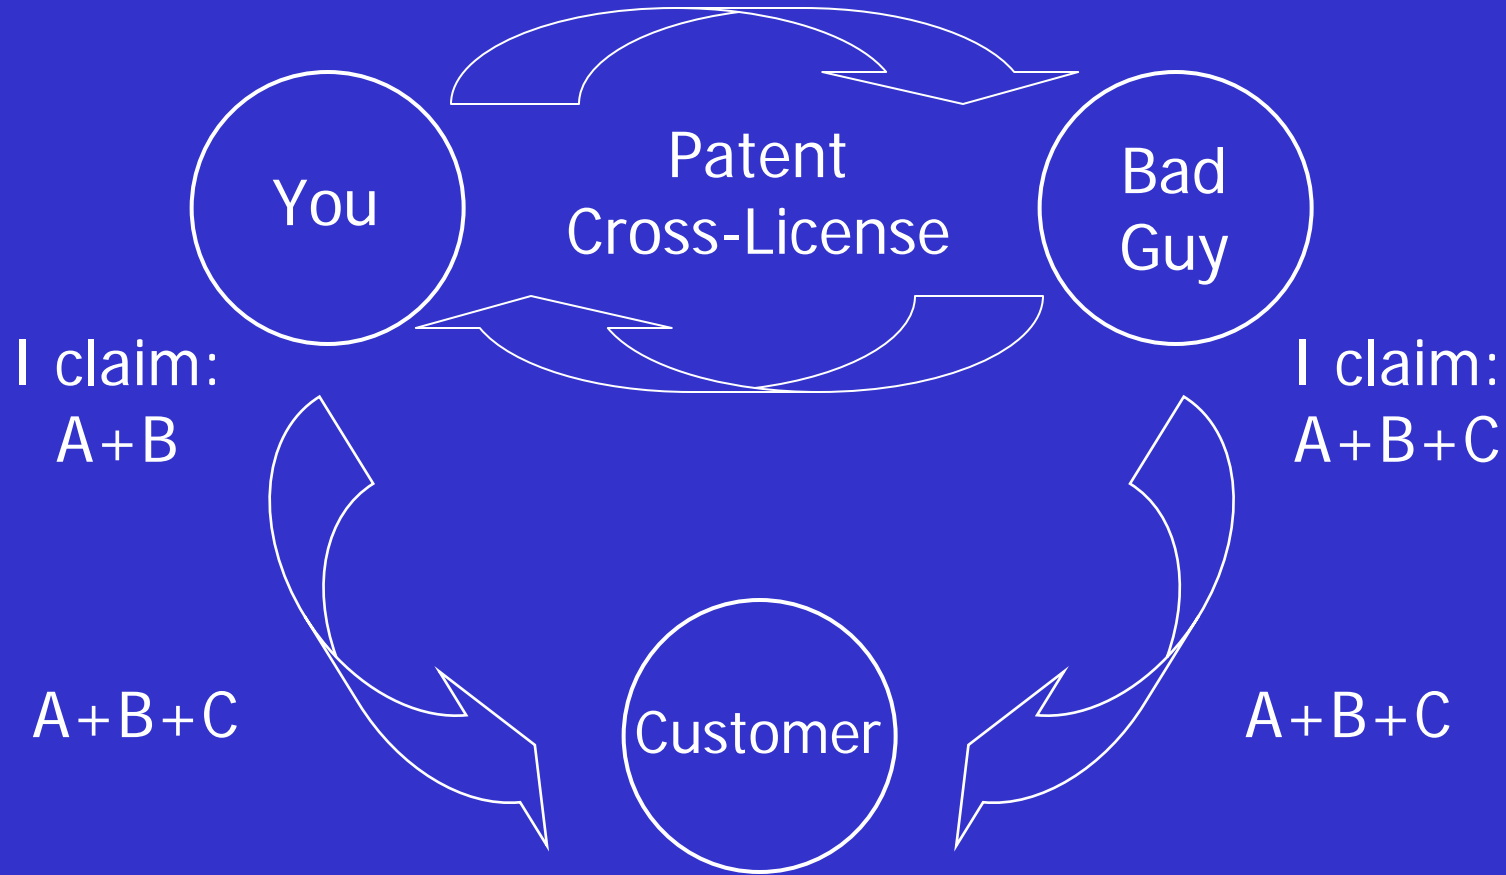 You
Patent
Cross-License
Bad
Guy
I claim:
A+B
I claim:
A+B+C
A+B+C
Customer
A+B+C